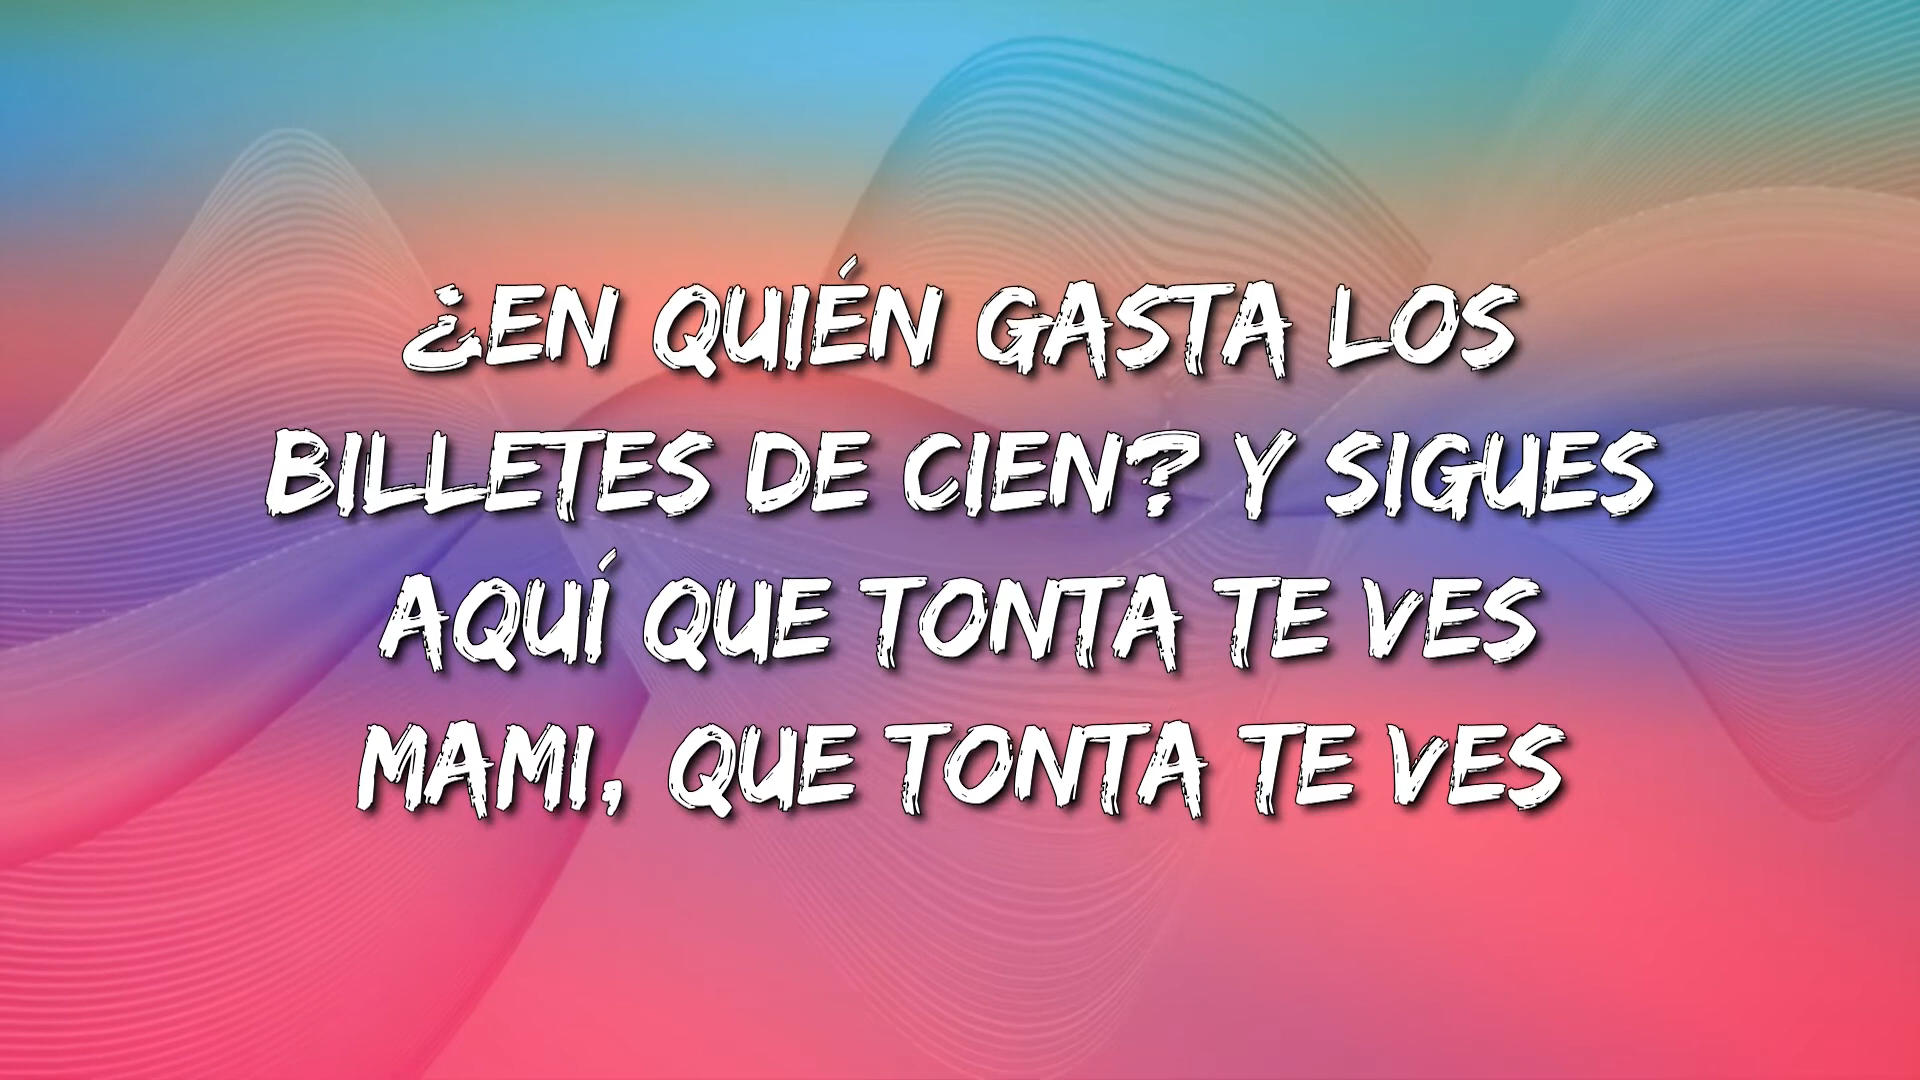 ¿EN QUIÉN GASTA LOS
BILLETES DE CIEN? Y SIGUES
AQUÍ QUE TONTA TE VES
MAMI, QUE TONTA TE VES